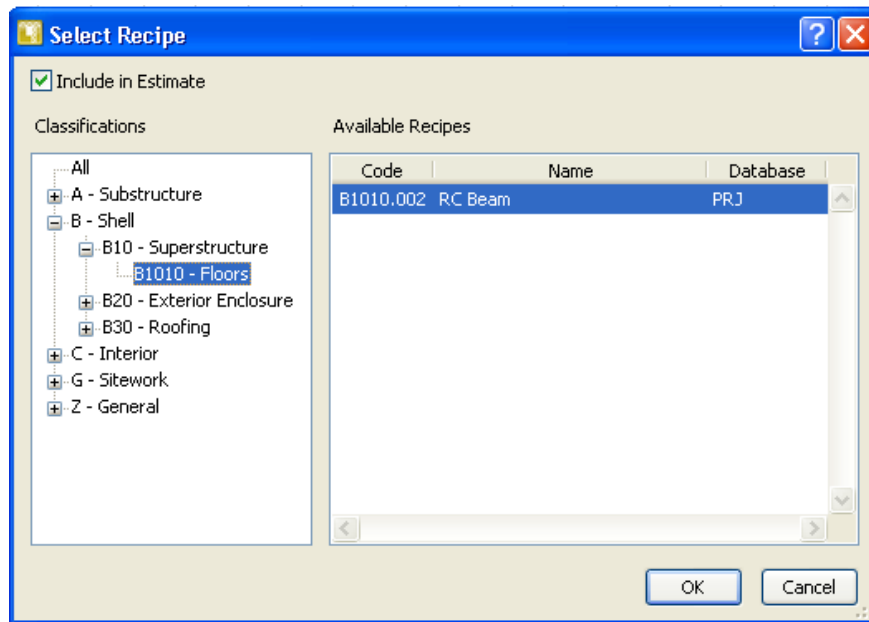 Select Recipe
Include in Estimate
Classifications
All
A - Substructure
B - Shell
B10 - Superstructure
B1010 - Floors
B20 - Exterior Enclosure
B30 - Roofing
C - Interior
G - Sitework
Z - General
Available Recipes
Code Name Database
B1010.002 RC Beam PRJ
OK Cancel